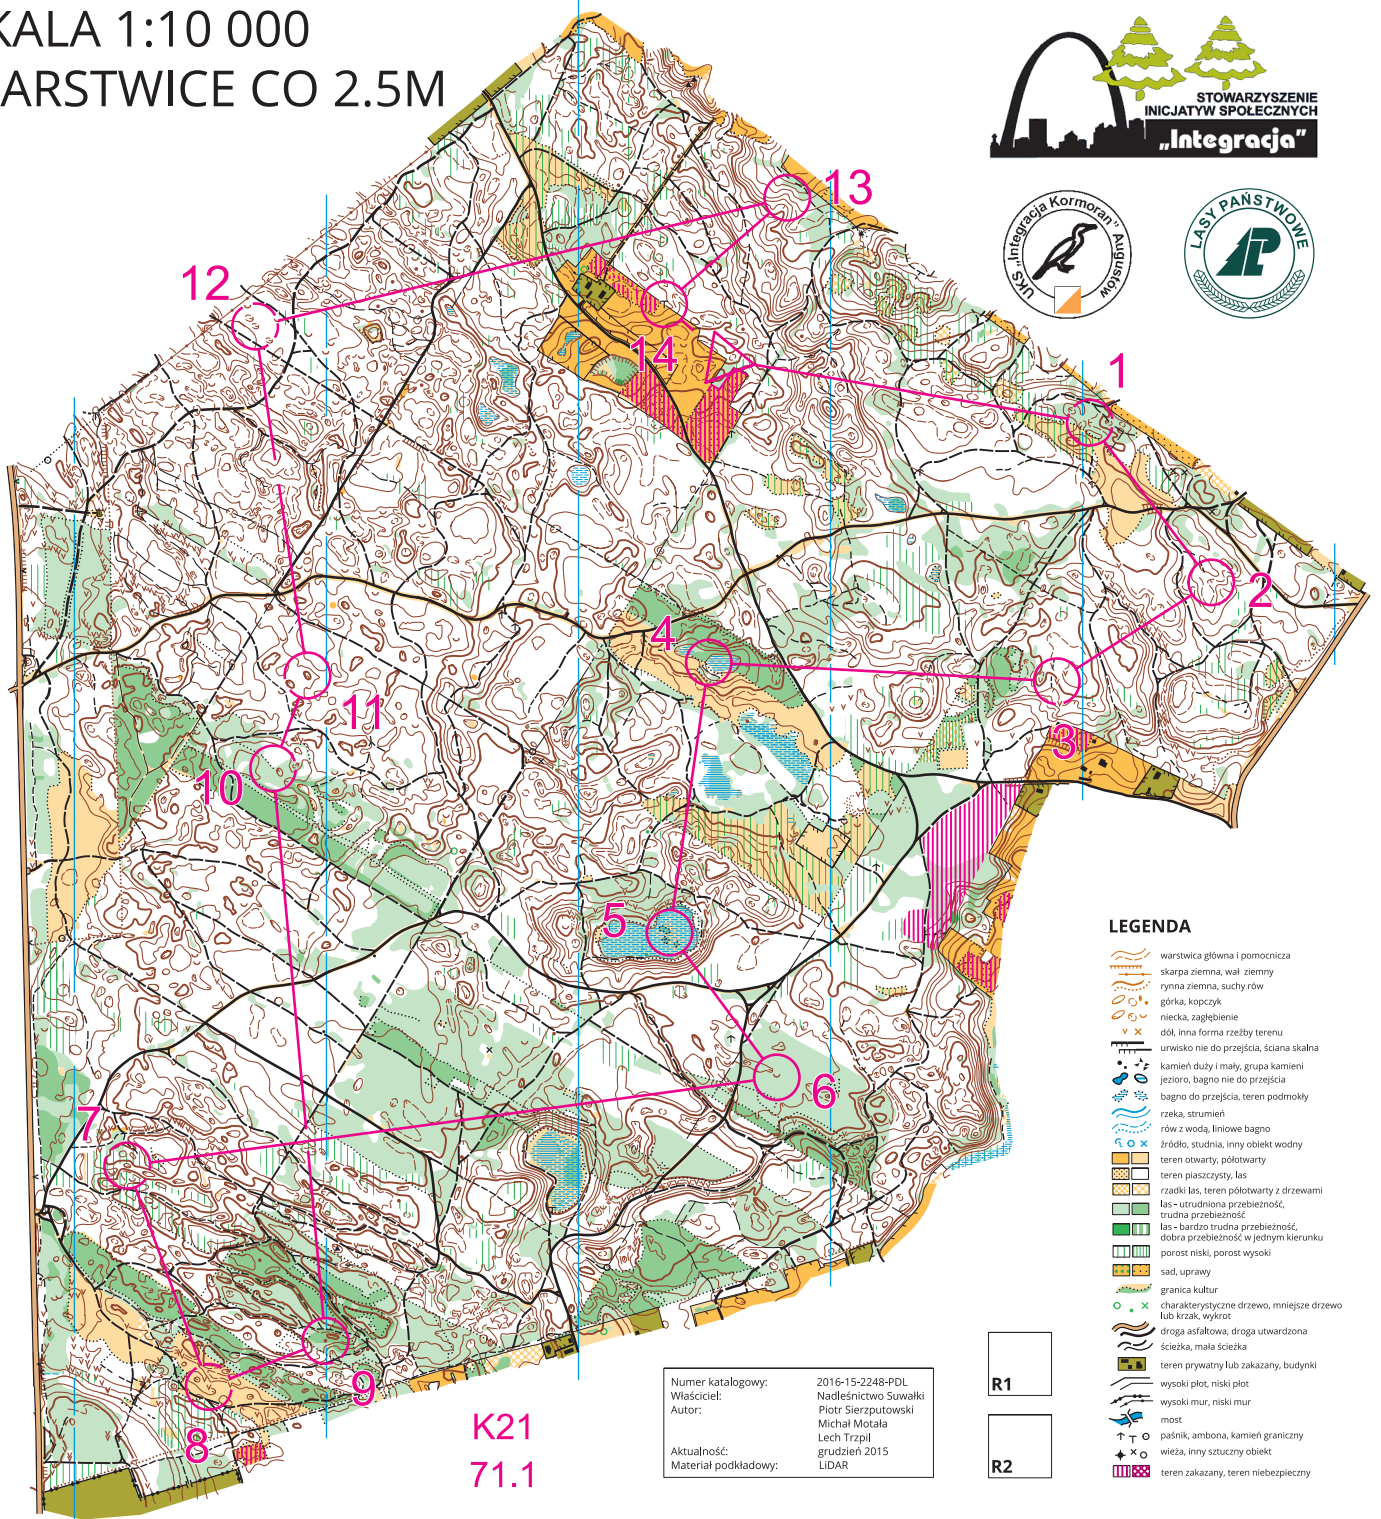 KALA 1:10 000
ARSTWICE CO 2.5M
STOWARZYSZENIE
INICJATYW SPOŁECZNYCH
„Integracja”
UKS „Integracja Kormoran” Augustów
LASY PAŃSTWOWE
LP
13
12
14
1
2
4
11
3
10
5
6
7
9
8
K21
71.1
LEGENDA
warstwica główna i pomocnicza
skarpa ziemna, wał ziemny
rynna ziemna, suchy rów
górka, kopczyk
niecka, zagłębienie
dół, inna forma rzeźby terenu
urwisko nie do przejścia, ściana skalna
kamień duży i mały, grupa kamieni
jezioro, bagno nie do przejścia
bagno do przejścia, teren podmokły
rzeka, strumień
rów z wodą, liniowe bagno
źródło, studnia, inny obiekt wodny
teren otwarty, półotwarty
teren piaszczysty, las
rzadki las, teren półotwarty z drzewami
las - utrudniona przebieżność,
trudna przebieżność
las - bardzo trudna przebieżność,
dobra przebieżność w jednym kierunku
porost niski, porost wysoki
sad, uprawy
granica kultur
charakterystyczne drzewo, mniejsze drzewo
lub krzak, wykrot
droga asfaltowa, droga utwardzona
ścieżka, mała ścieżka
teren prywatny lub zakazany, budynki
wysoki płot, niski płot
wysoki mur, niski mur
most
paśnik, ambona, kamień graniczny
wieża, inny sztuczny obiekt
teren zakazany, teren niebezpieczny
Numer katalogowy: 2016-15-2248-PDL
Właściciel: Nadleśnictwo Suwałki
Autor: Piotr Sierzputowski
Michał Motała
Lech Trzpil
Aktualność: grudzień 2015
Materiał podkładowy: LiDAR
R1
R2